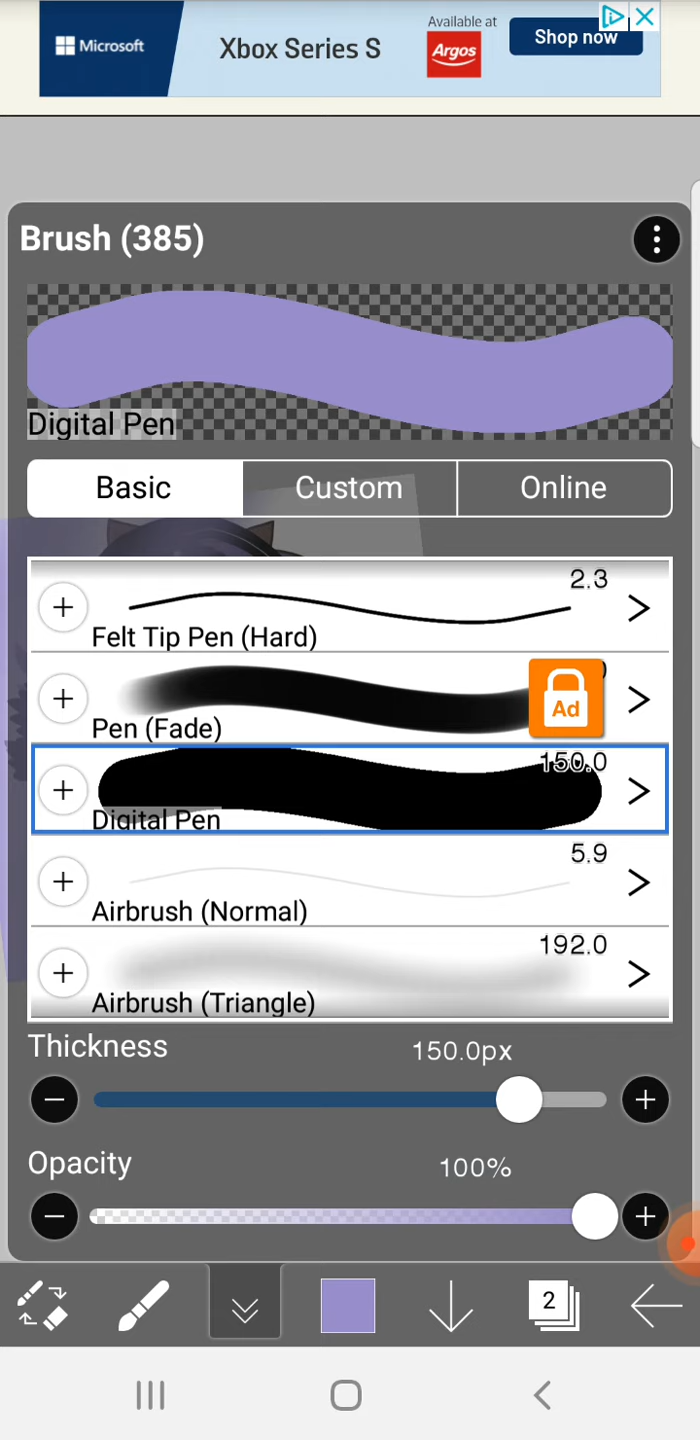 Microsoft
Xbox Series S
Available at
Argos
Shop now
Brush (385)
Digital Pen
Basic
Custom
Online
2.3
Felt Tip Pen (Hard)
Ad
Pen (Fade)
150.0
Digital Pen
5.9
Airbrush (Normal)
192.0
Airbrush (Triangle)
Thickness
150.0px
Opacity
100%
2